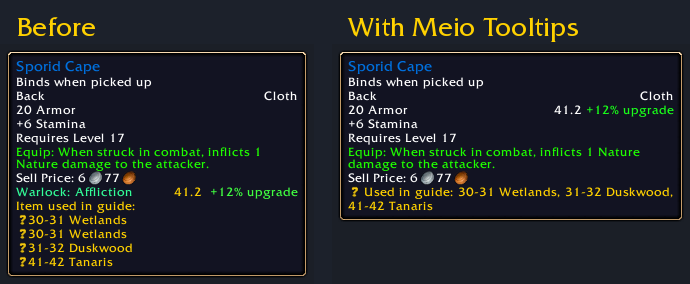 Before
Sporid Cape
Binds when picked up
Back Cloth
20 Armor
+6 Stamina
Requires Level 17
Equip: When struck in combat, inflicts 1
Nature damage to the attacker.
Sell Price: 6 77
Warlock: Affliction 41.2 +12% upgrade
Item used in guide:
?30-31 Wetlands
?30-31 Wetlands
?31-32 Duskwood
?41-42 Tanaris
With Meio Tooltips
Sporid Cape
Binds when picked up
Back Cloth
20 Armor 41.2 +12% upgrade
+6 Stamina
Requires Level 17
Equip: When struck in combat, inflicts 1 Nature
damage to the attacker.
Sell Price: 6 77
? Used in guide: 30-31 Wetlands, 31-32 Duskwood,
41-42 Tanaris